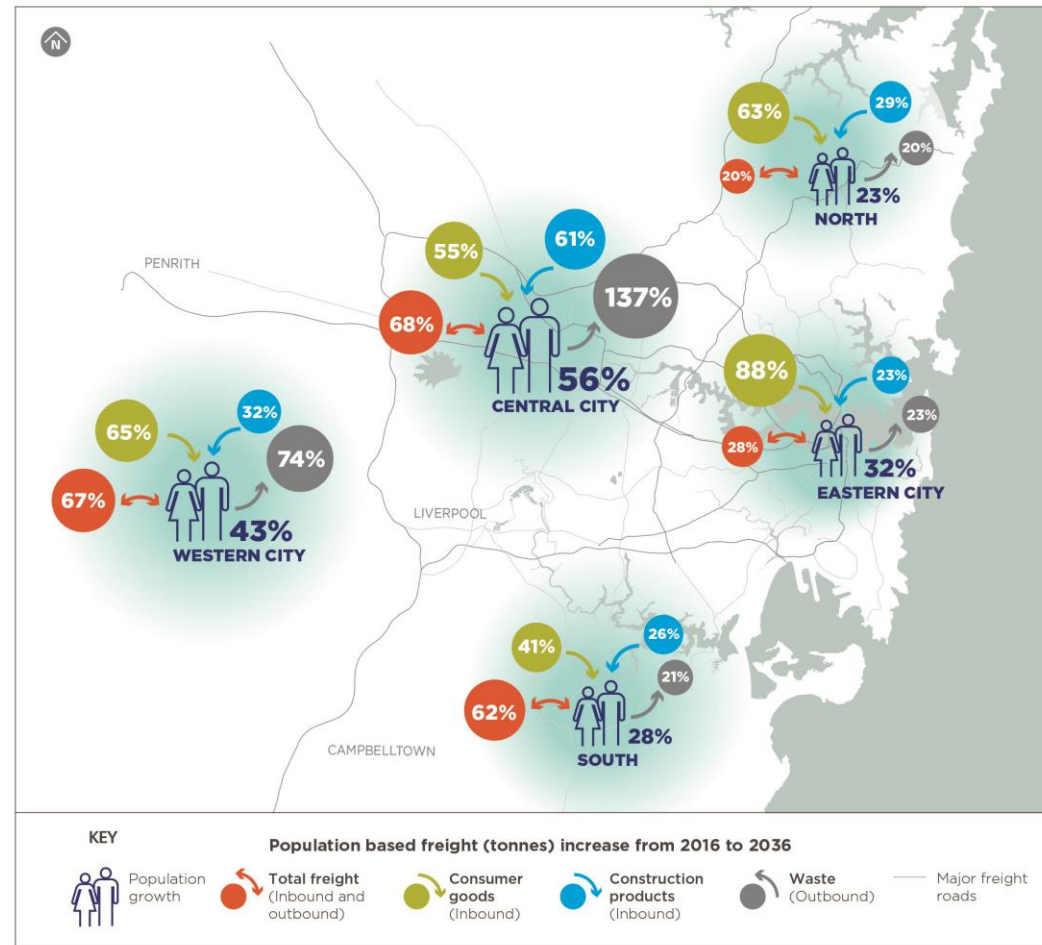 N
63%
29%
20%
20%
23%
NORTH
PENRITH
55%
61%
137%
68%
56%
CENTRAL CITY
88%
23%
23%
28%
32%
EASTERN CITY
65%
32%
74%
67%
43%
WESTERN CITY
LIVERPOOL
41%
26%
21%
62%
28%
SOUTH
CAMPBELLTOWN
KEY
Population based freight (tonnes) increase from 2016 to 2036
Population
growth
Total freight
(Inbound and
outbound)
Consumer
goods
(Inbound)
Construction
products
(Inbound)
Waste
(Outbound)
Major freight
roads